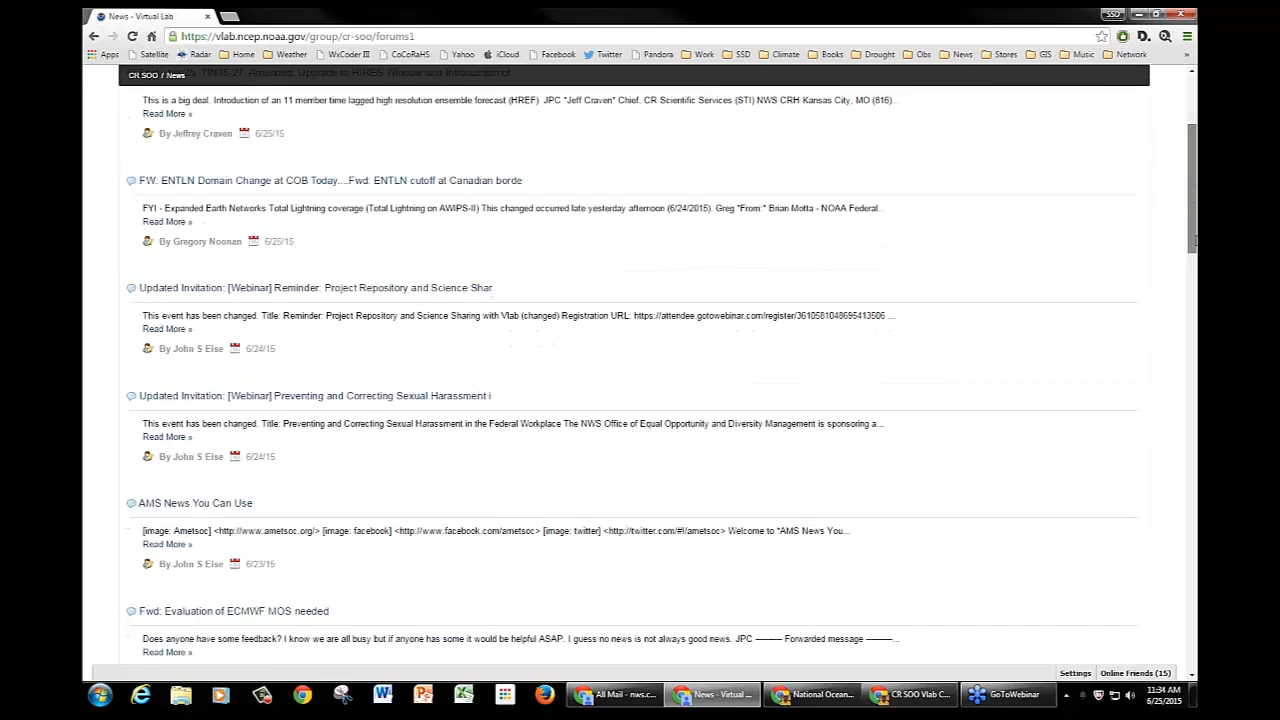 News - Virtual Lab
SSD
https://vlab.ncep.noaa.gov/group/cr-soo/forums1
Apps Satellite Radar Home Weather WxCoder III CoCoRaHS Yahoo iCloud Facebook Twitter Pandora Work SSD Climate Books Drought Obs News Stores GIS Music Network
CR SOO / News
This is a big deal. Introduction of an 11 member time lagged high resolution ensemble forecast (HREF). JPC *Jeff Craven* Chief, CR Scientific Services (STI) NWS CRH Kansas City, MO (816)...
Read More »
By Jeffrey Craven 6/25/15
FW: ENTLN Domain Change at COB Today....Fwd: ENTLN cutoff at Canadian borde
FYI - Expanded Earth Networks Total Lightning coverage (Total Lightning on AWIPS-II) This changed occurred late yesterday afternoon (6/24/2015). Greg *From:* Brian Motta - NOAA Federal...
Read More »
By Gregory Noonan 6/25/15
Updated Invitation: [Webinar] Reminder: Project Repository and Science Shar
This event has been changed. Title: Reminder: Project Repository and Science Sharing with Vlab (changed) Registration URL: https://attendee.gotowebinar.com/register/3610581048695413506 ...
Read More »
By John S Eise 6/24/15
Updated Invitation: [Webinar] Preventing and Correcting Sexual Harassment i
This event has been changed. Title: Preventing and Correcting Sexual Harassment in the Federal Workplace The NWS Office of Equal Opportunity and Diversity Management is sponsoring a...
Read More »
By John S Eise 6/24/15
AMS News You Can Use
[image: Ametsoc] <http://www.ametsoc.org/> [image: facebook] <http://www.facebook.com/ametsoc> [image: twitter] <http://twitter.com/#!/ametsoc> Welcome to *AMS News You...
Read More »
By John S Eise 6/23/15
Fwd: Evaluation of ECMWF MOS needed
Does anyone have some feedback? I know we are all busy but if anyone has some it would be helpful ASAP. I guess no news is not always good news. JPC ---------- Forwarded message ----------...
Read More »
Settings Online Friends (15)
All Mail - nws.c... News - Virtual ... National Ocean... CR SOO Vlab C... GoToWebinar 11:34 AM
6/25/2015